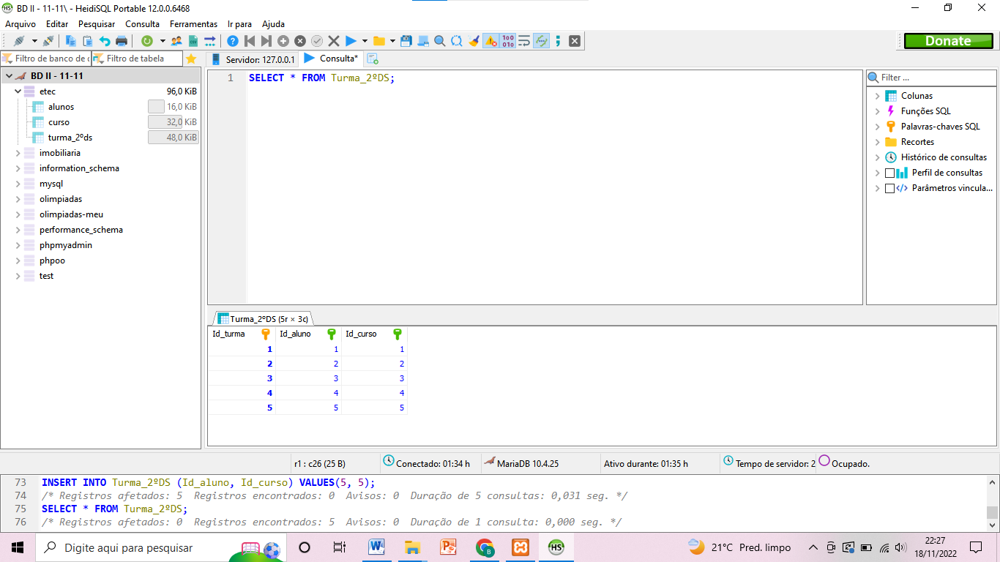 BD II - 11-11\ - HeidiSQL Portable 12.0.0.6468
Arquivo Editar Pesquisar Consulta Ferramentas Ir para Ajuda
Donate
Filtro de banco de d
Filtro de tabela
Servidor: 127.0.0.1
Consulta*
BD II - 11-11
etec 96,0 KiB
alunos 16,0 KiB
curso 32,0 KiB
turma_2ºds 48,0 KiB
imobiliaria
information_schema
mysql
olimpiadas
olimpiadas-meu
performance_schema
phpmyadmin
phpoo
test
1 SELECT * FROM Turma_2ºDS;
Filter ...
Colunas
Funções SQL
Palavras-chaves SQL
Recortes
Histórico de consultas
Perfil de consultas
Parâmetros vincula...
Turma_2ºDS (5r × 3c)
Id_turma Id_aluno Id_curso
1 1 1
2 2 2
3 3 3
4 4 4
5 5 5
r1 : c26 (25 B) Conectado: 01:34 h MariaDB 10.4.25 Ativo durante: 01:35 h Tempo de servidor: 2 Ocupado.
73 INSERT INTO Turma_2ºDS (Id_aluno, Id_curso) VALUES(5, 5);
74 /* Registros afetados: 5 Registros encontrados: 0 Avisos: 0 Duração de 5 consultas: 0,031 seg. */
75 SELECT * FROM Turma_2ºDS;
76 /* Registros afetados: 0 Registros encontrados: 5 Avisos: 0 Duração de 1 consulta: 0,000 seg. */
Digite aqui para pesquisar
21°C Pred. limpo
22:27
18/11/2022